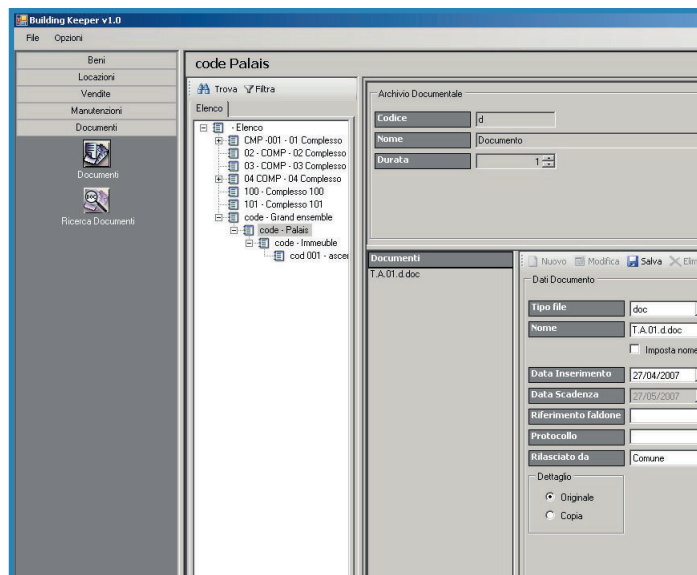 Building Keeper v1.0
File Opzioni
Beni
Locazioni
Vendite
Manutenzioni
Documenti
Documenti
Ricerca Documenti
code Palais
Trova Filtra
Elenco
- Elenco
CMP -001 - 01 Complesso
02 - COMP - 02 Complesso
03 - COMP - 03 Complesso
04 COMP - 04 Complesso
100 - Complesso 100
101 - Complesso 101
code - Grand ensemble
code - Palais
code - Immeuble
cod 001 - ascer
Archivio Documentale
Codice d
Nome Documento
Durata 1
Documenti
T.A.01.d.doc
Nuovo Modifica Salva Elim
Dati Documento
Tipo file doc
Nome T.A.01.d.doc
Imposta nome
Data Inserimento 27/04/2007
Data Scadenza 27/05/2007
Riferimento faldone
Protocollo
Rilasciato da Comune
Dettaglio
Originale
Copia